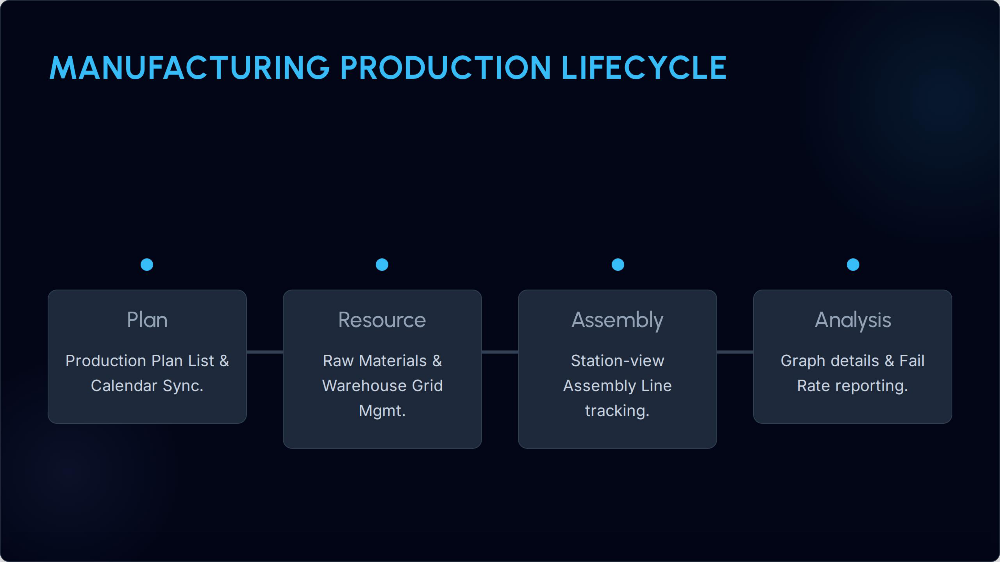 MANUFACTURING PRODUCTION LIFECYCLE
Plan
Production Plan List &
Calendar Sync.
Resource
Raw Materials &
Warehouse Grid
Mgmt.
Assembly
Station-view
Assembly Line
tracking.
Analysis
Graph details & Fail
Rate reporting.